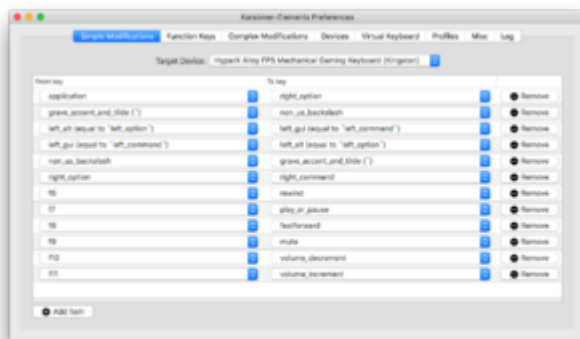 Karabiner-Elements Preferences
Simple Modifications Function Keys Complex Modifications Devices Virtual Keyboard Profiles Misc Log
Target Device: HyperX Alloy FPS Mechanical Gaming Keyboard (Kingston)
From key To key
application right_option Remove
grave_accent_and_tilde (`) non_us_backslash Remove
left_alt (equal to `left_option`) left_gui (equal to `left_command`) Remove
left_gui (equal to `left_command`) left_alt (equal to `left_option`) Remove
non_us_backslash grave_accent_and_tilde (`) Remove
right_option right_command Remove
f6 rewind Remove
f7 play_or_pause Remove
f8 fastforward Remove
f9 mute Remove
f10 volume_decrement Remove
f11 volume_increment Remove
Add item